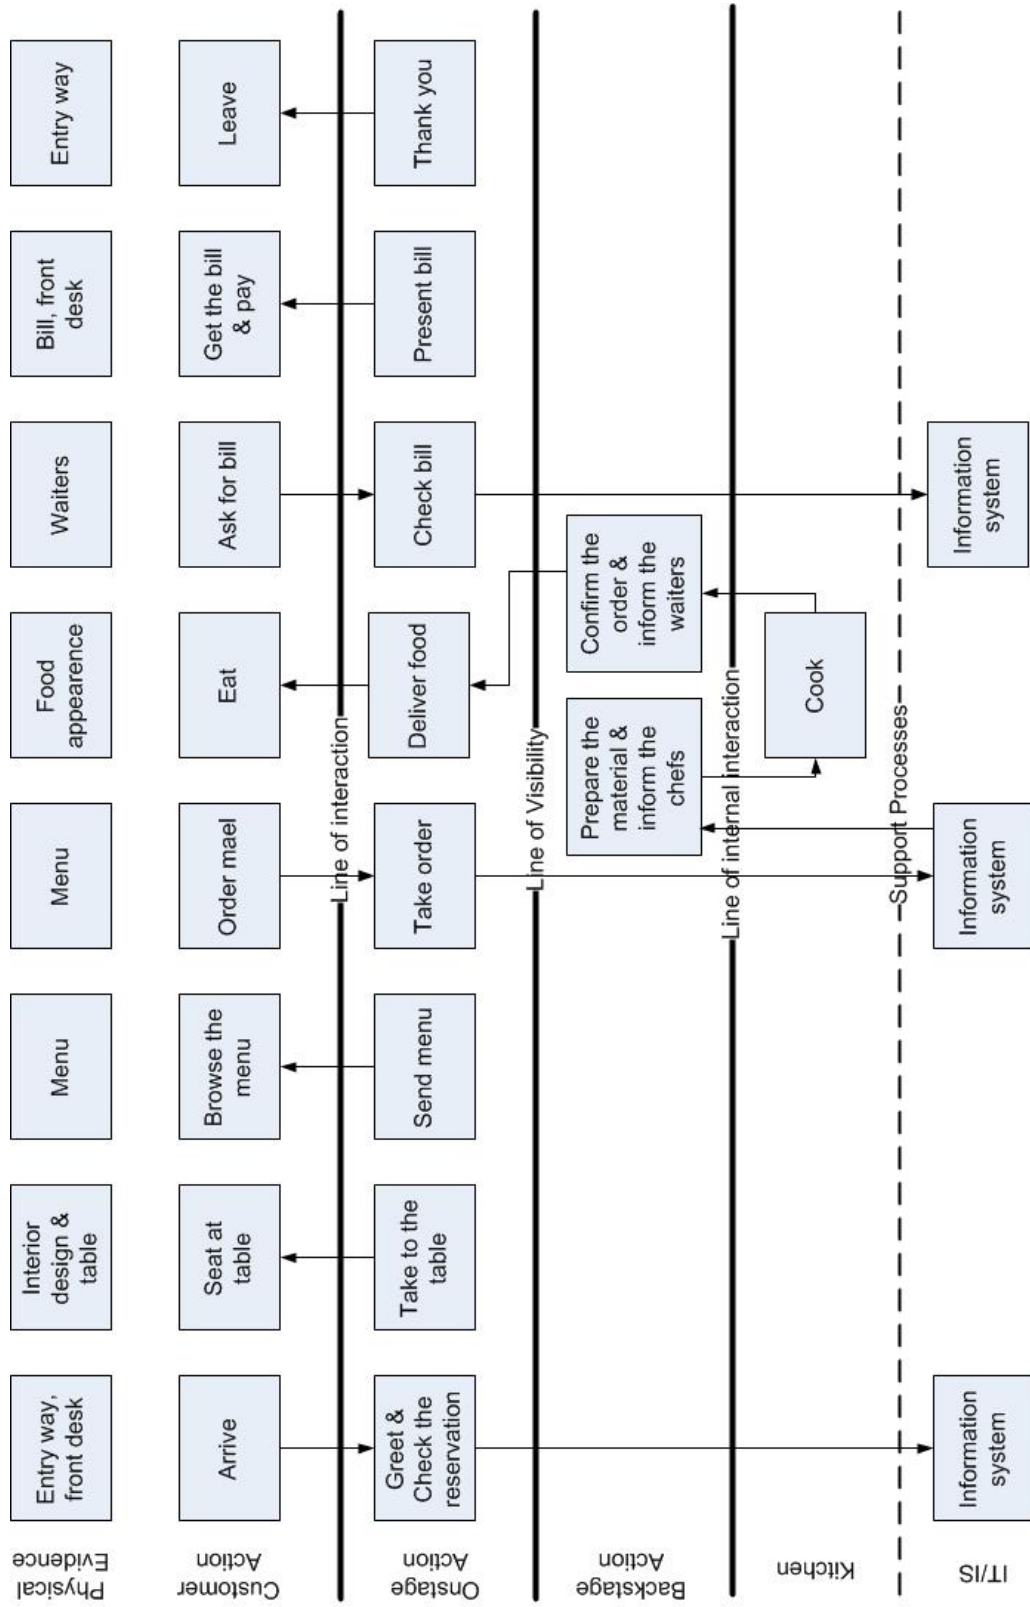 Physical
Evidence
Entry way,
front desk
Interior
design &
table
Menu
Menu
Food
appearence
Waiters
Bill, front
desk
Entry way
Customer
Action
Arrive
Seat at
table
Browse the
menu
Order mael
Eat
Ask for bill
Get the bill
& pay
Leave
Line of interaction
Onstage
Action
Greet &
Check the
reservation
Take to the
table
Send menu
Take order
Deliver food
Check bill
Present bill
Thank you
Line of Visibility
Backstage
Action
Prepare the
material &
inform the
chefs
Confirm the
order &
inform the
waiters
Line of internal interaction
Kitchen
Cook
Support Processes
IT/IS
Information
system
Information
system
Information
system